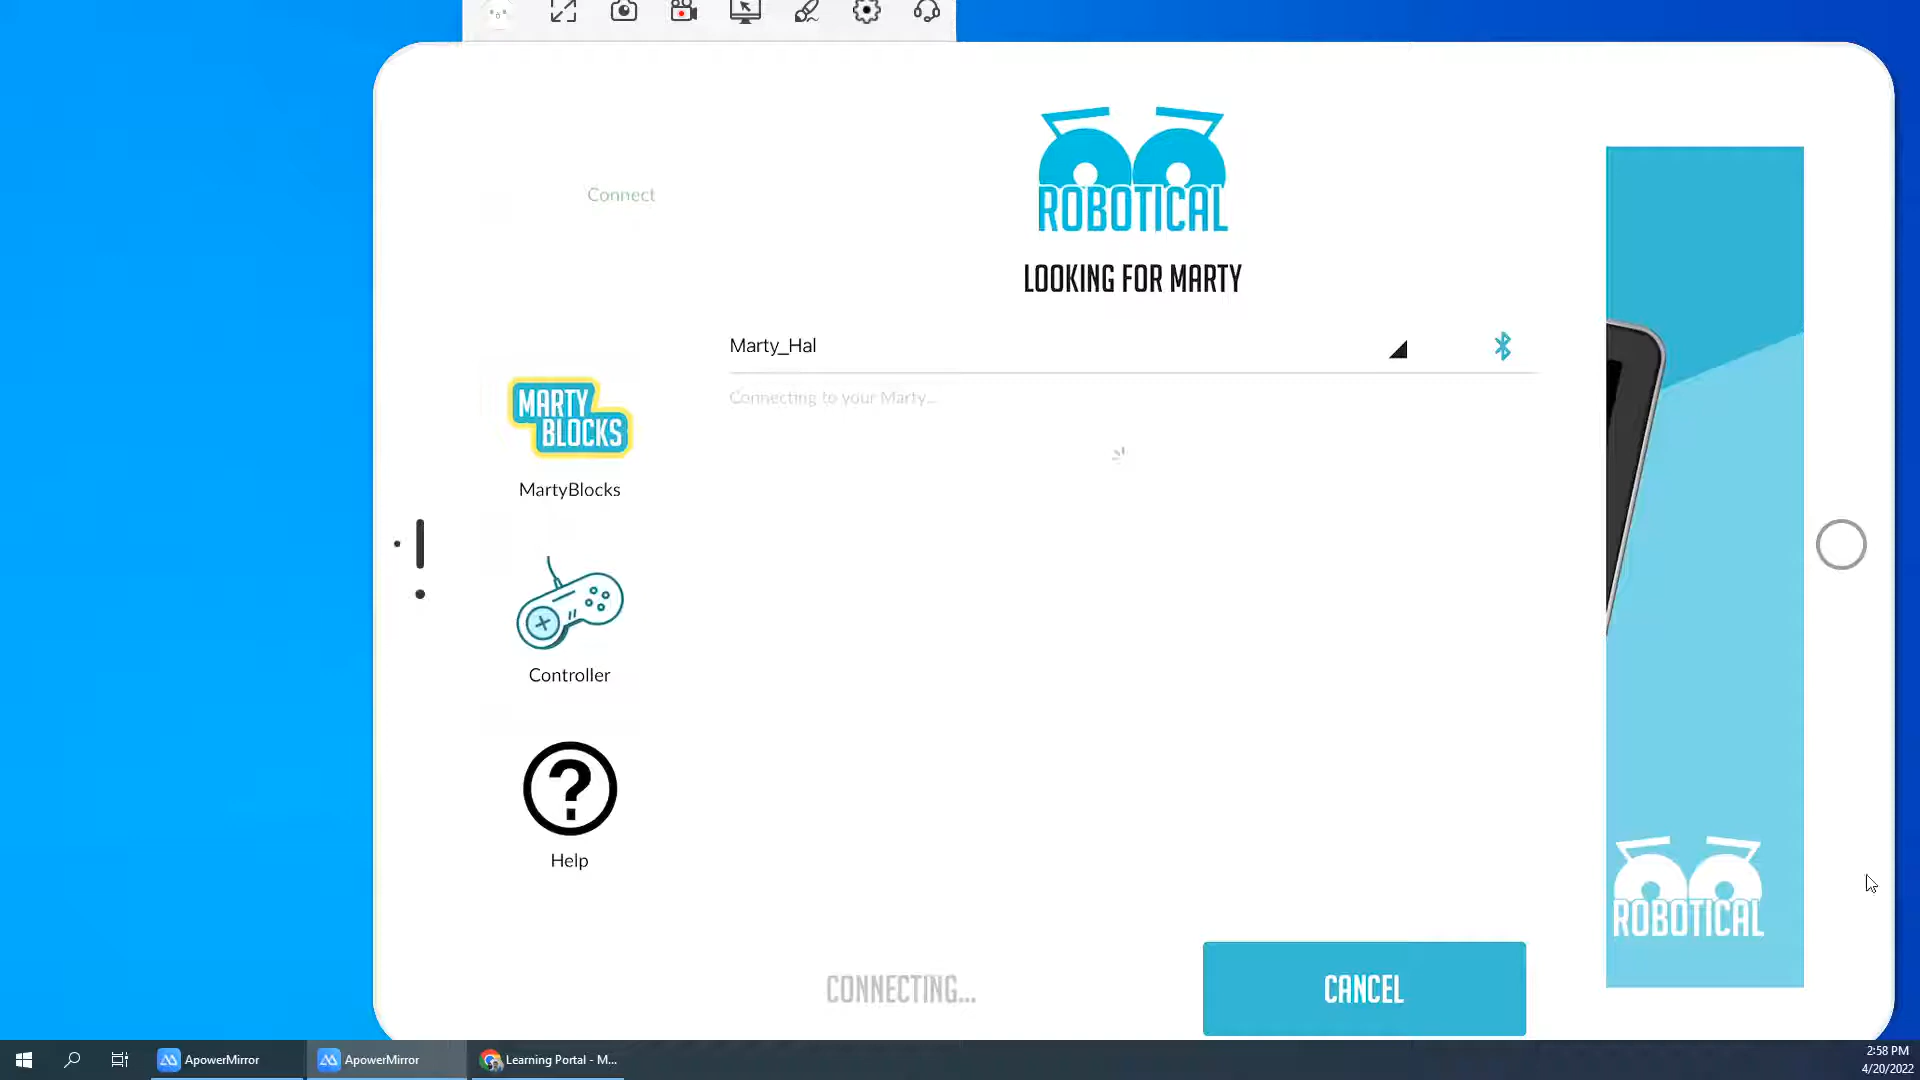 ROBOTICAL
Connect
LOOKING FOR MARTY
Marty_Hal
Connecting to your Marty...
MARTY
BLOCKS
MartyBlocks
Controller
?
Help
ROBOTICAL
CONNECTING...
CANCEL
ApowerMirror
ApowerMirror
Learning Portal - M...
2:58 PM
4/20/2022